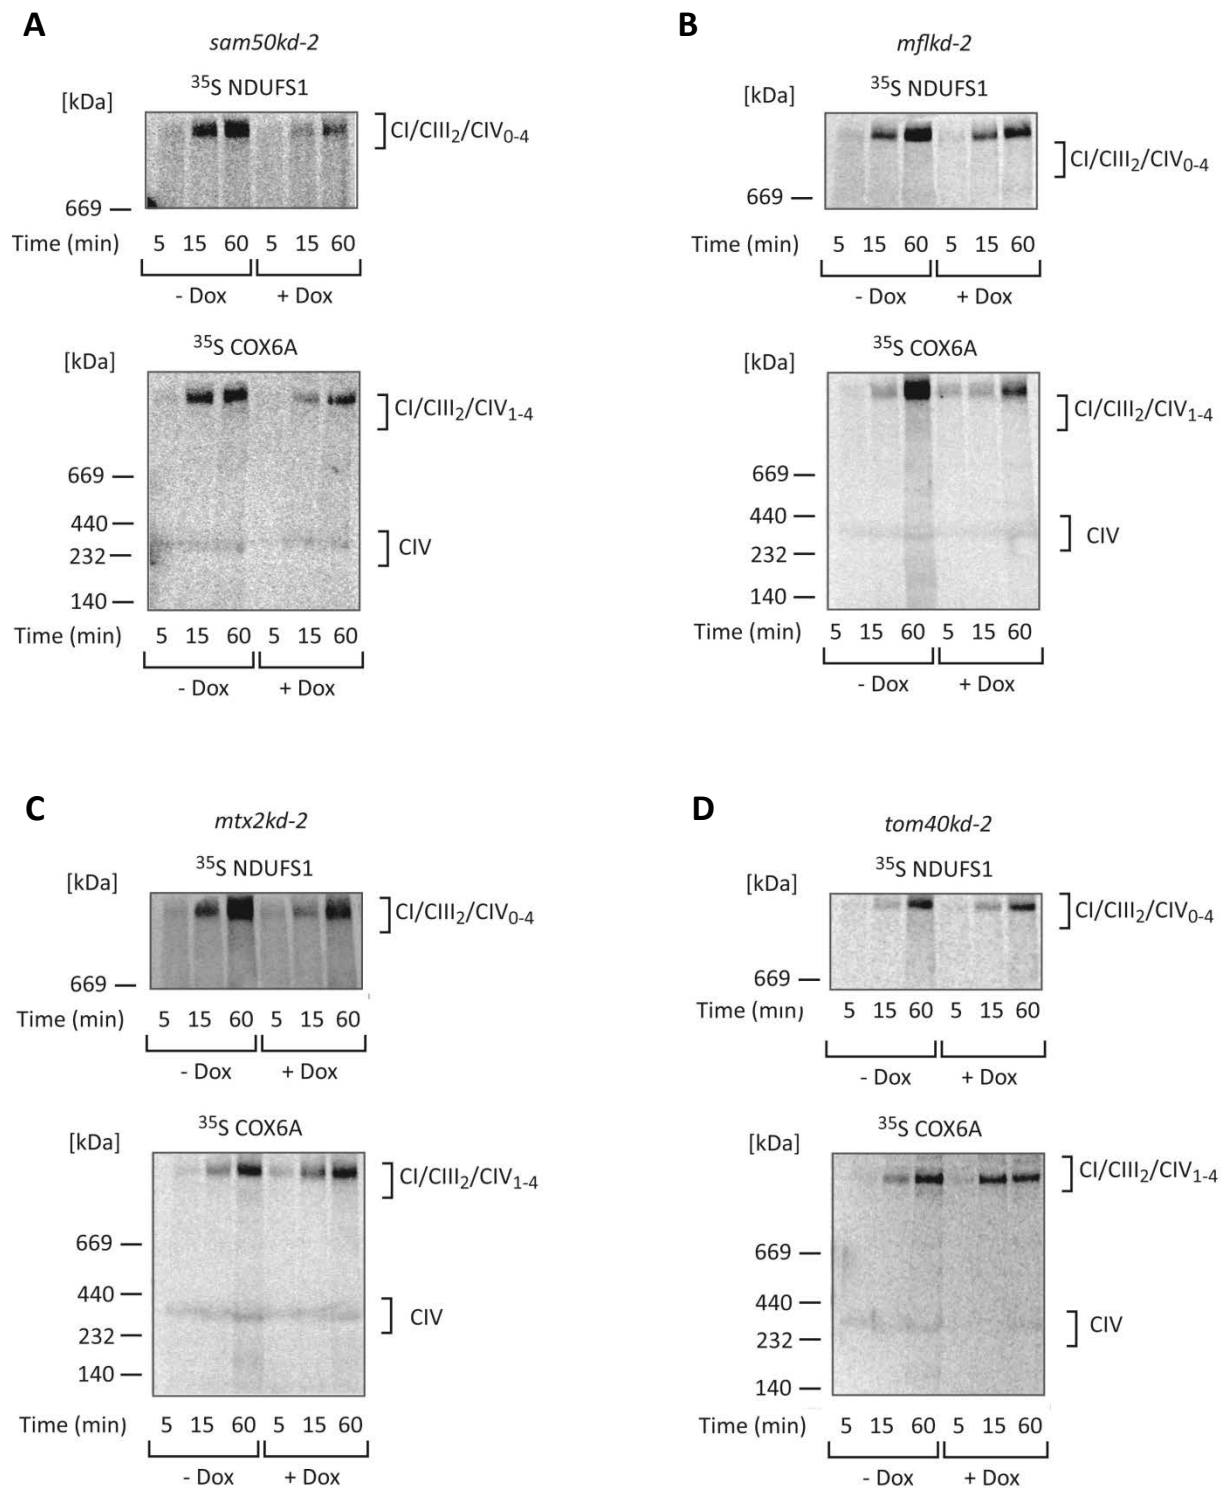 A
sam50kd-2
35S NDUFS1
[kDa]
CI/CIII2/CIV0-4
669
Time (min) 5 15 60 5 15 60
- Dox + Dox
35S COX6A
[kDa]
CI/CIII2/CIV1-4
669
440
CIV
232
140
Time (min) 5 15 60 5 15 60
- Dox + Dox
B
mflkd-2
35S NDUFS1
[kDa]
CI/CIII2/CIV0-4
669
Time (min) 5 15 60 5 15 60
- Dox + Dox
35S COX6A
[kDa]
CI/CIII2/CIV1-4
669
440
CIV
232
140
Time (min) 5 15 60 5 15 60
- Dox + Dox
C
mtx2kd-2
35S NDUFS1
[kDa]
CI/CIII2/CIV0-4
669
Time (min) 5 15 60 5 15 60
- Dox + Dox
35S COX6A
[kDa]
CI/CIII2/CIV1-4
669
440
CIV
232
140
Time (min) 5 15 60 5 15 60
- Dox + Dox
D
tom40kd-2
35S NDUFS1
[kDa]
CI/CIII2/CIV0-4
669
Time (min) 5 15 60 5 15 60
- Dox + Dox
35S COX6A
[kDa]
CI/CIII2/CIV1-4
669
440
CIV
232
140
Time (min) 5 15 60 5 15 60
- Dox + Dox